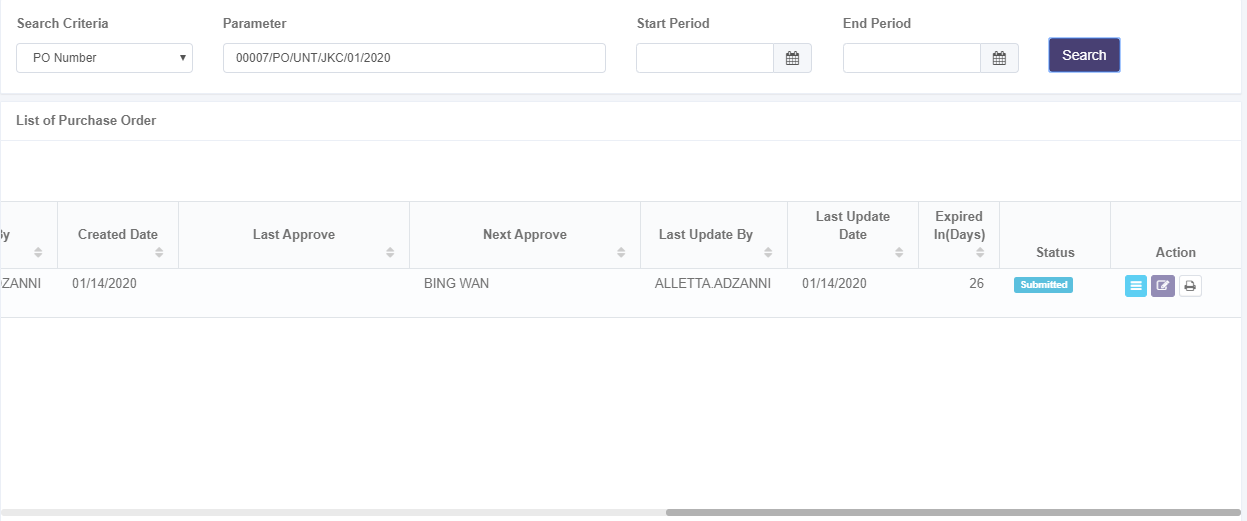 Search Criteria Parameter Start Period End Period
PO Number 00007/PO/UNT/JKC/01/2020 Search
List of Purchase Order
Last Update Expired
By Created Date Last Approve Next Approve Last Update By Date In(Days)
Status Action
ZANNI 01/14/2020 BING WAN ALLETTA.ADZANNI 01/14/2020 26 Submitted